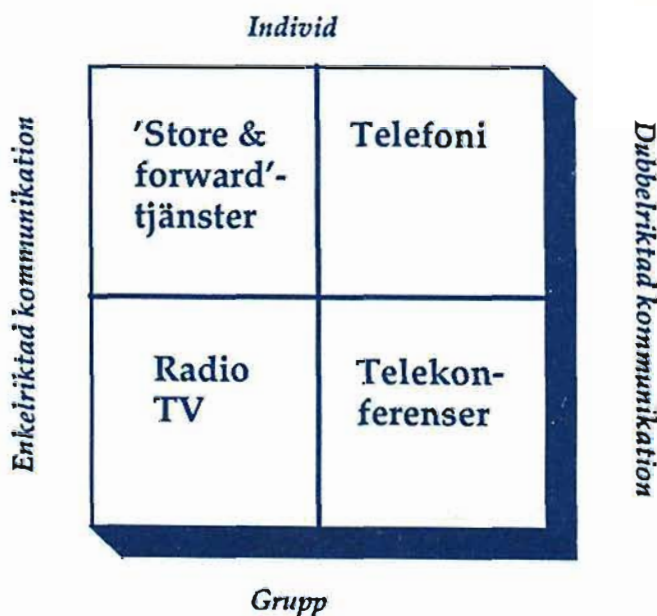 Individ
Enkelriktad kommunikation
'Store &
forward'-
tjänster
Telefoni
Dubbelriktad kommunikation
Radio
TV
Telekon-
ferenser
Grupp